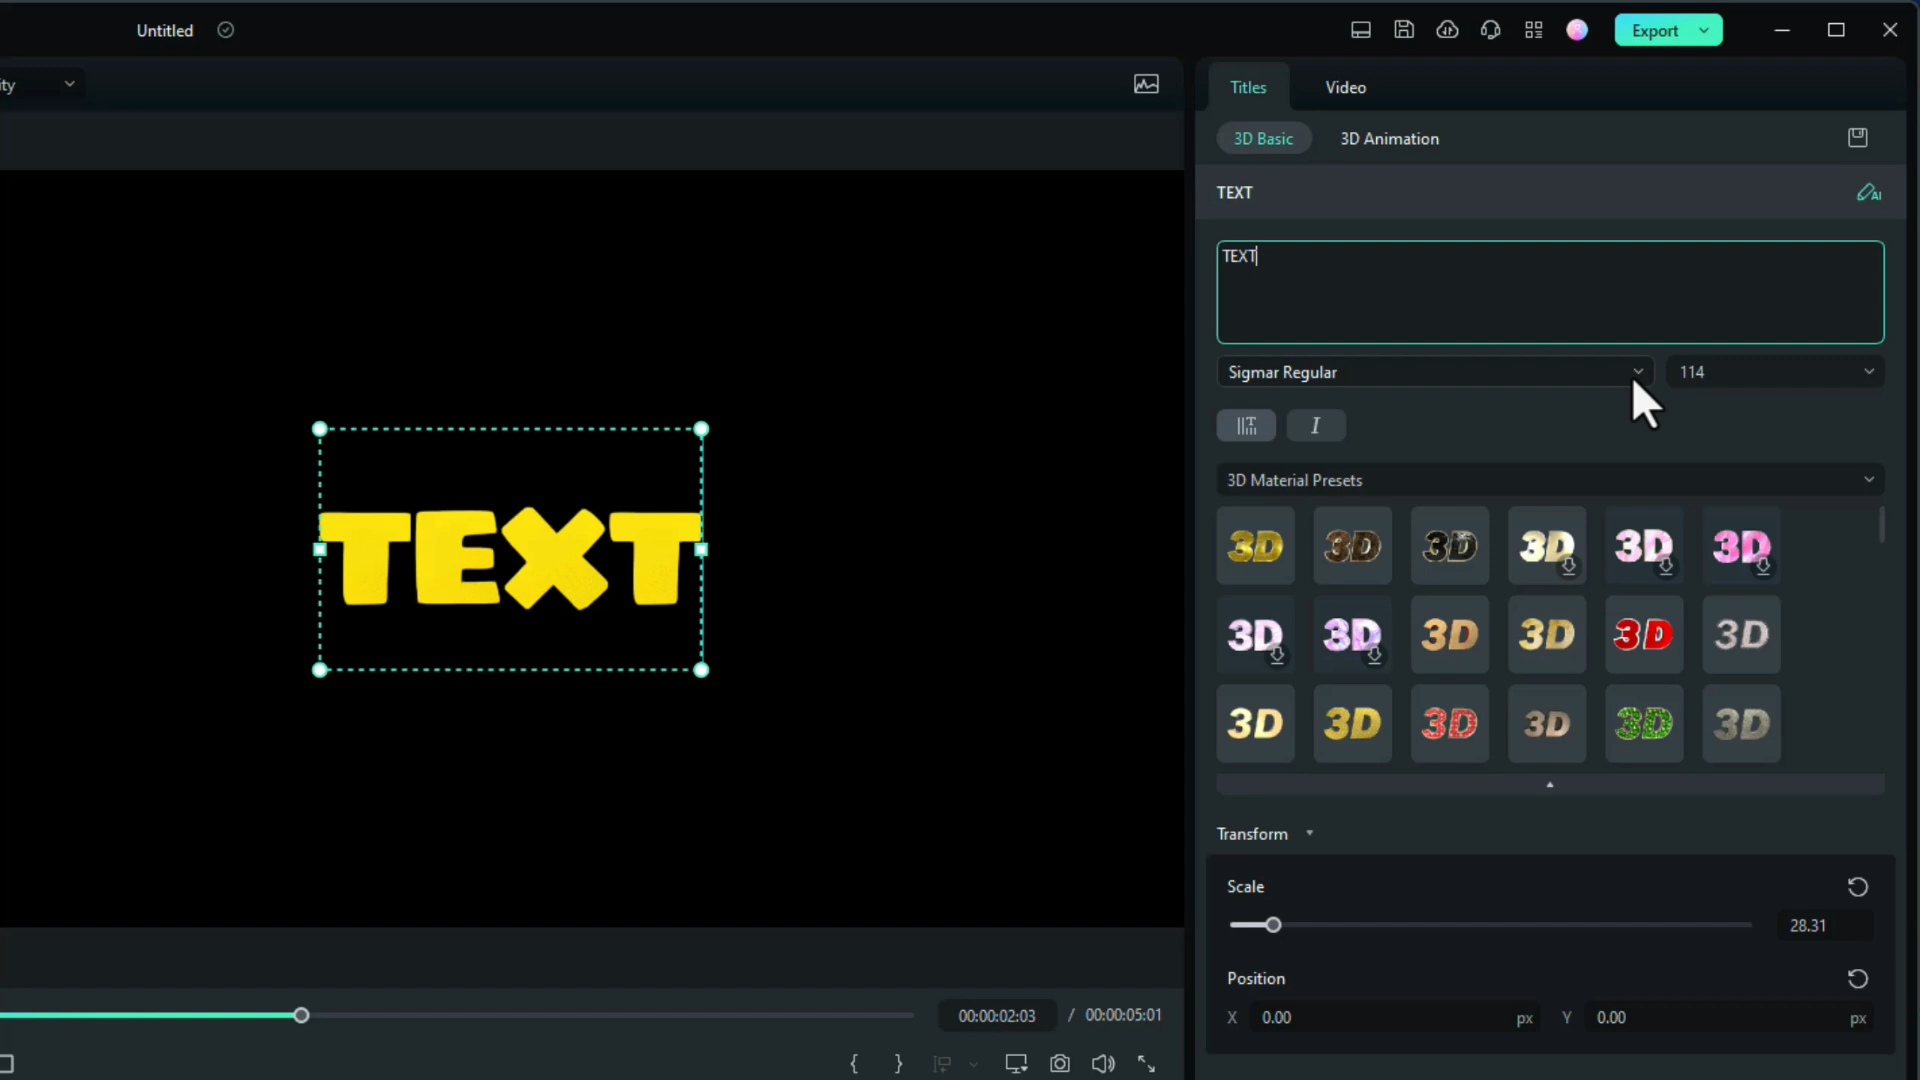 Untitled
Export
ity
Titles
Video
3D Basic
3D Animation
TEXT
AI
TEXT
Sigmar Regular
114
T
I
3D Material Presets
3D 3D 3D 3D 3D 3D
3D 3D 3D 3D 3D 3D
3D 3D 3D 3D 3D 3D
TEXT
Transform
Scale
28.31
Position
X 0.00 px Y 0.00 px
00:00:02:03 / 00:00:05:01
{ }